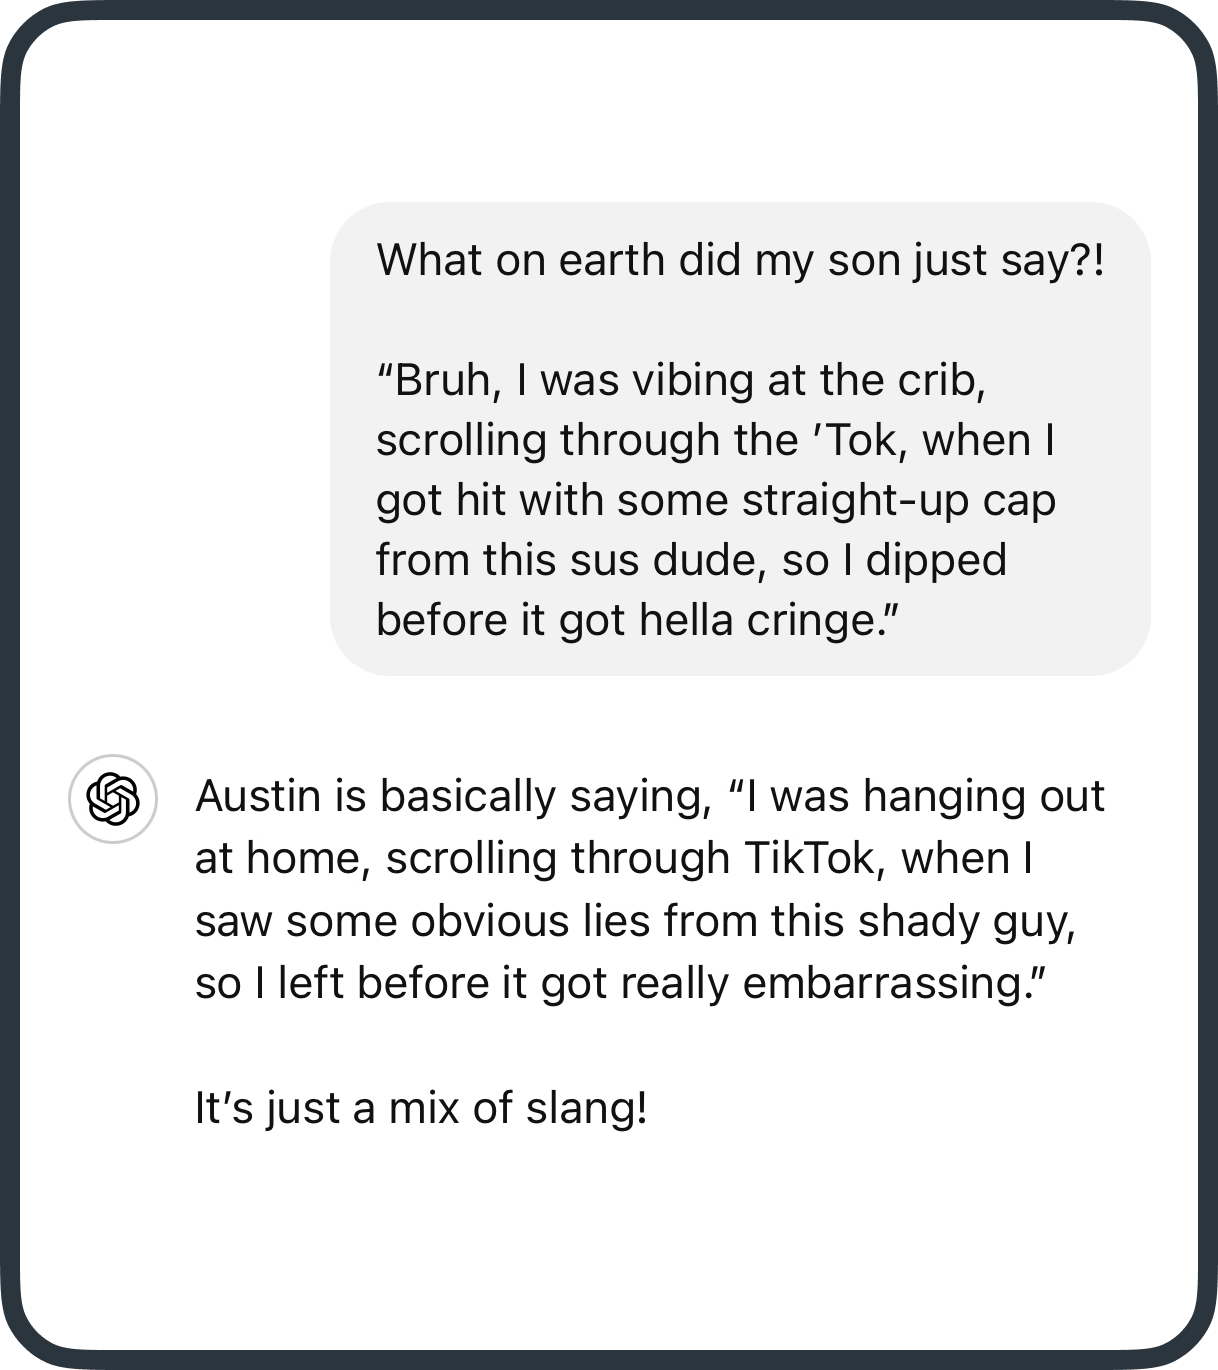 What on earth did my son just say?!
“Bruh, I was vibing at the crib,
scrolling through the ’Tok, when I
got hit with some straight-up cap
from this sus dude, so I dipped
before it got hella cringe.”
Austin is basically saying, “I was hanging out
at home, scrolling through TikTok, when I
saw some obvious lies from this shady guy,
so I left before it got really embarrassing.”
It’s just a mix of slang!